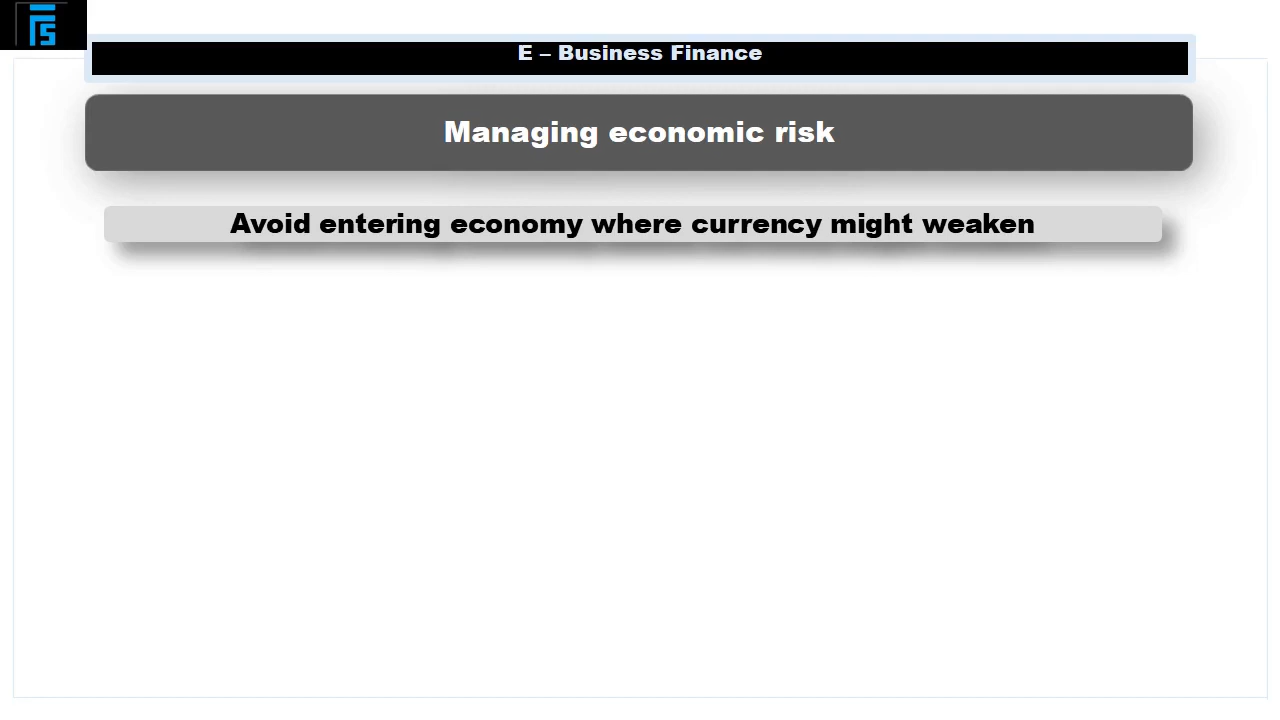 E – Business Finance
Managing economic risk
Avoid entering economy where currency might weaken